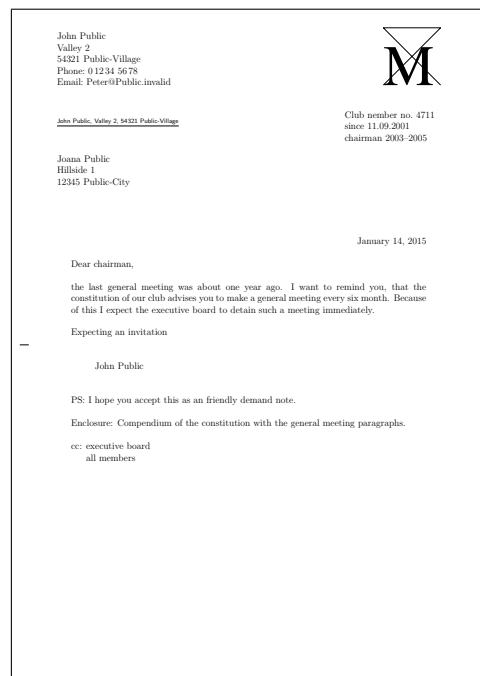 John Public
Valley 2
54321 Public-Village
Phone: 0 12 34 56 78
Email: Peter@Public.invalid
M
John Public, Valley 2, 54321 Public-Village
Club nember no. 4711
since 11.09.2001
chairman 2003–2005
Joana Public
Hillside 1
12345 Public-City
January 14, 2015
Dear chairman,
the last general meeting was about one year ago. I want to remind you, that the
constitution of our club advises you to make a general meeting every six month. Because
of this I expect the executive board to detain such a meeting immediately.
Expecting an invitation
John Public
PS: I hope you accept this as an friendly demand note.
Enclosure: Compendium of the constitution with the general meeting paragraphs.
cc: executive board
all members